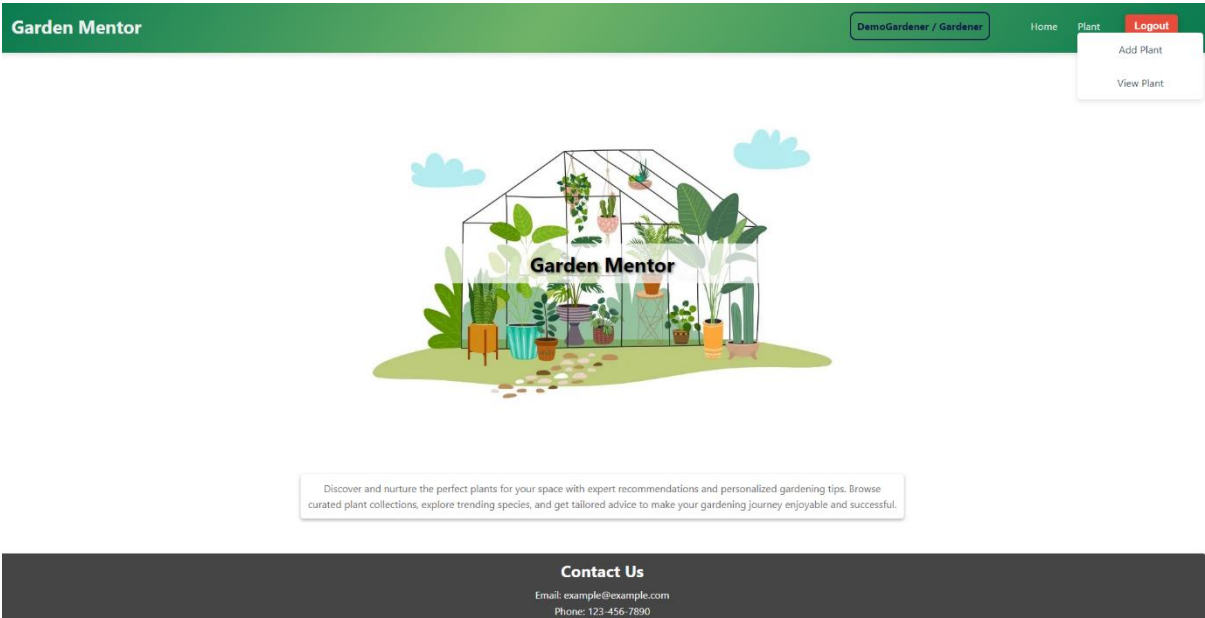 Garden Mentor
DemoGardener / Gardener
Home
Plant
Logout
Add Plant
View Plant
Garden Mentor
Discover and nurture the perfect plants for your space with expert recommendations and personalized gardening tips. Browse
curated plant collections, explore trending species, and get tailored advice to make your gardening journey enjoyable and successful.
Contact Us
Email: example@example.com
Phone: 123-456-7890